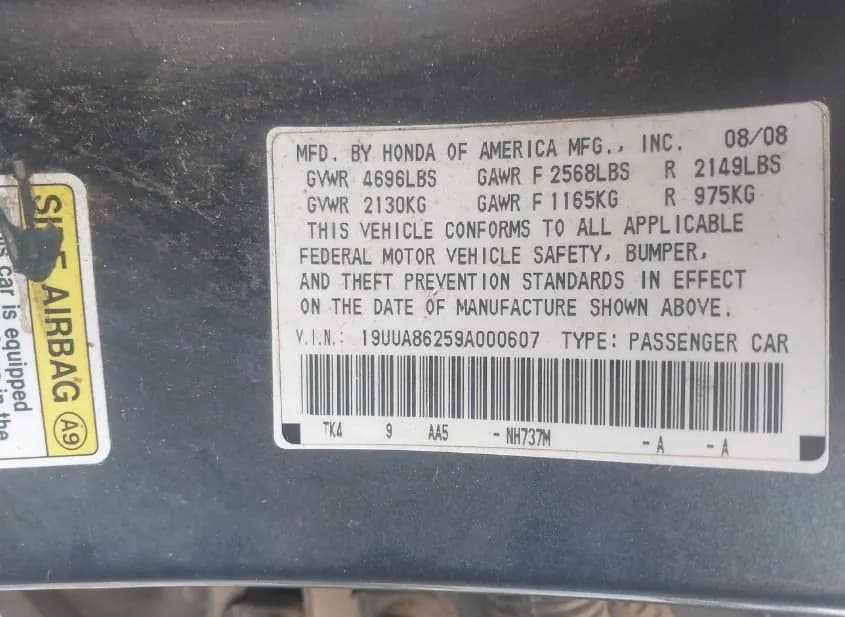 MFD. BY HONDA OF AMERICA MFG., INC. 08/08
GVWR 4696LBS GAWR F 2568LBS R 2149LBS
GVWR 2130KG GAWR F 1165KG R 975KG
THIS VEHICLE CONFORMS TO ALL APPLICABLE
FEDERAL MOTOR VEHICLE SAFETY, BUMPER,
AND THEFT PREVENTION STANDARDS IN EFFECT
ON THE DATE OF MANUFACTURE SHOWN ABOVE.
V.I.N.: 19UUA86259A000607 TYPE: PASSENGER CAR
TK4 9 AA5 -NH737M -A -A
AIRBAG A9
car is equipped
in the